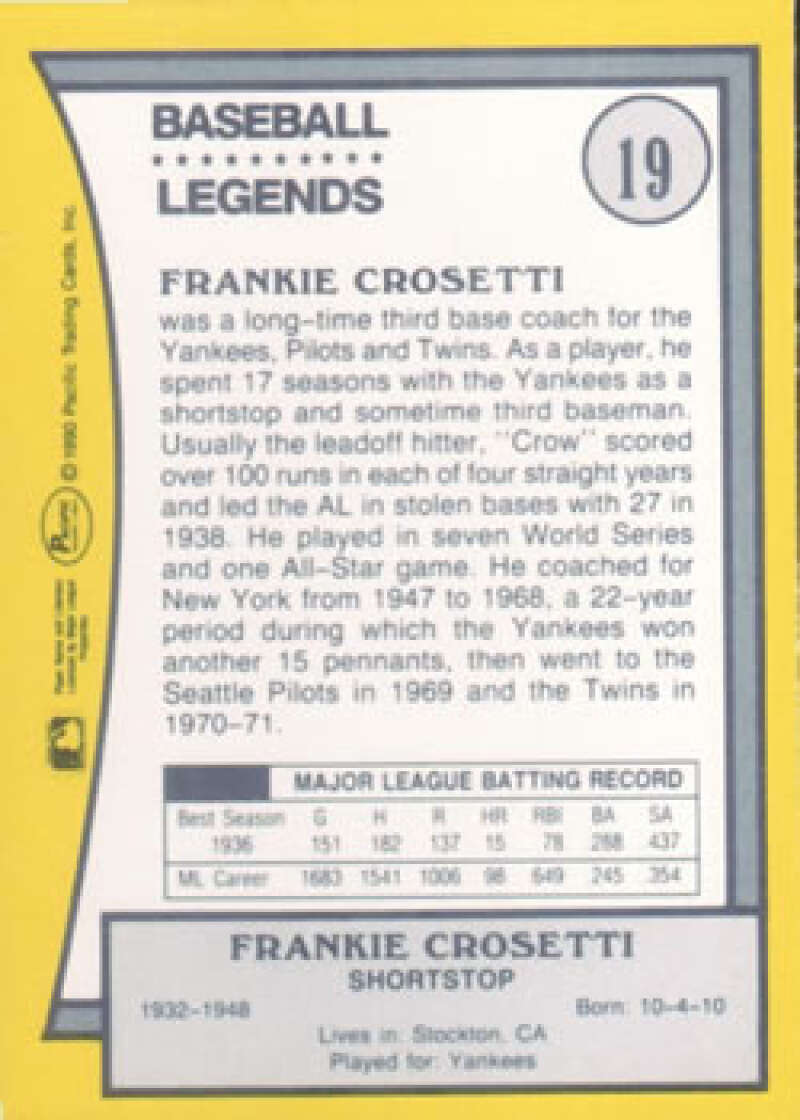 BASEBALL
LEGENDS
19
FRANKIE CROSETTI
was a long-time third base coach for the
Yankees, Pilots and Twins. As a player, he
spent 17 seasons with the Yankees as a
shortstop and sometime third baseman.
Usually the leadoff hitter, "Crow" scored
over 100 runs in each of four straight years
and led the AL in stolen bases with 27 in
1938. He played in seven World Series
and one All-Star game. He coached for
New York from 1947 to 1968, a 22-year
period during which the Yankees won
another 15 pennants, then went to the
Seattle Pilots in 1969 and the Twins in
1970-71.
MAJOR LEAGUE BATTING RECORD
Best Season G H R HR RBI BA SA
1936 151 182 137 15 78 288 437
ML Career 1683 1541 1006 98 649 245 .354
FRANKIE CROSETTI
SHORTSTOP
1932-1948 Born: 10-4-10
Lives in: Stockton, CA
Played for: Yankees
© 1990 Pacific Trading Cards, Inc.
Pacific